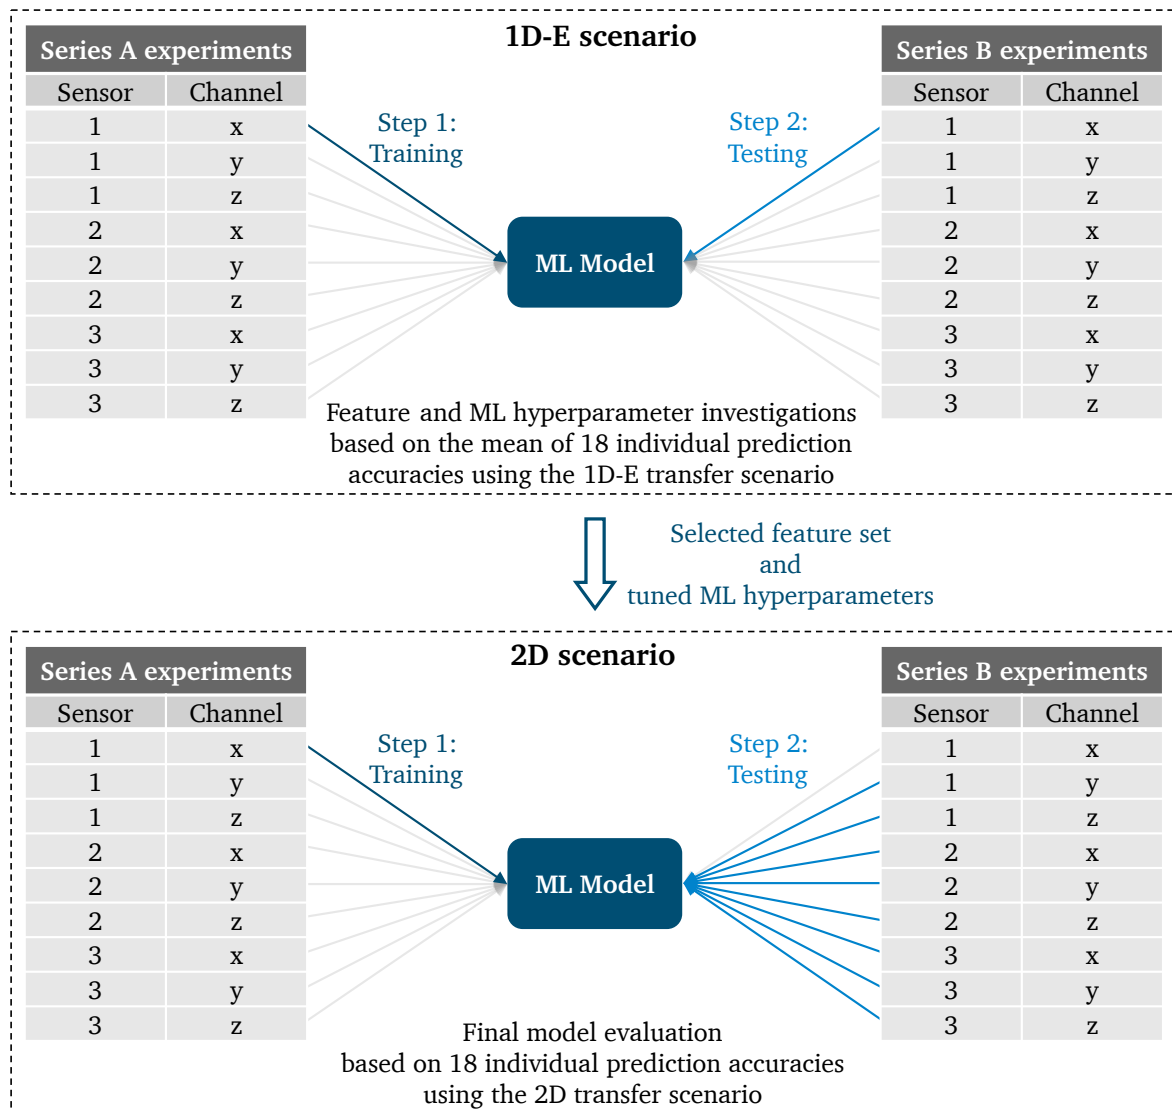 1D-E scenario
Series A experiments
Sensor Channel
1 x
1 y
1 z
2 x
2 y
2 z
3 x
3 y
3 z
Step 1:
Training
ML Model
Step 2:
Testing
Series B experiments
Sensor Channel
1 x
1 y
1 z
2 x
2 y
2 z
3 x
3 y
3 z
Feature and ML hyperparameter investigations
based on the mean of 18 individual prediction
accuracies using the 1D-E transfer scenario
Selected feature set
and
tuned ML hyperparameters
2D scenario
Series A experiments
Sensor Channel
1 x
1 y
1 z
2 x
2 y
2 z
3 x
3 y
3 z
Step 1:
Training
ML Model
Step 2:
Testing
Series B experiments
Sensor Channel
1 x
1 y
1 z
2 x
2 y
2 z
3 x
3 y
3 z
Final model evaluation
based on 18 individual prediction accuracies
using the 2D transfer scenario